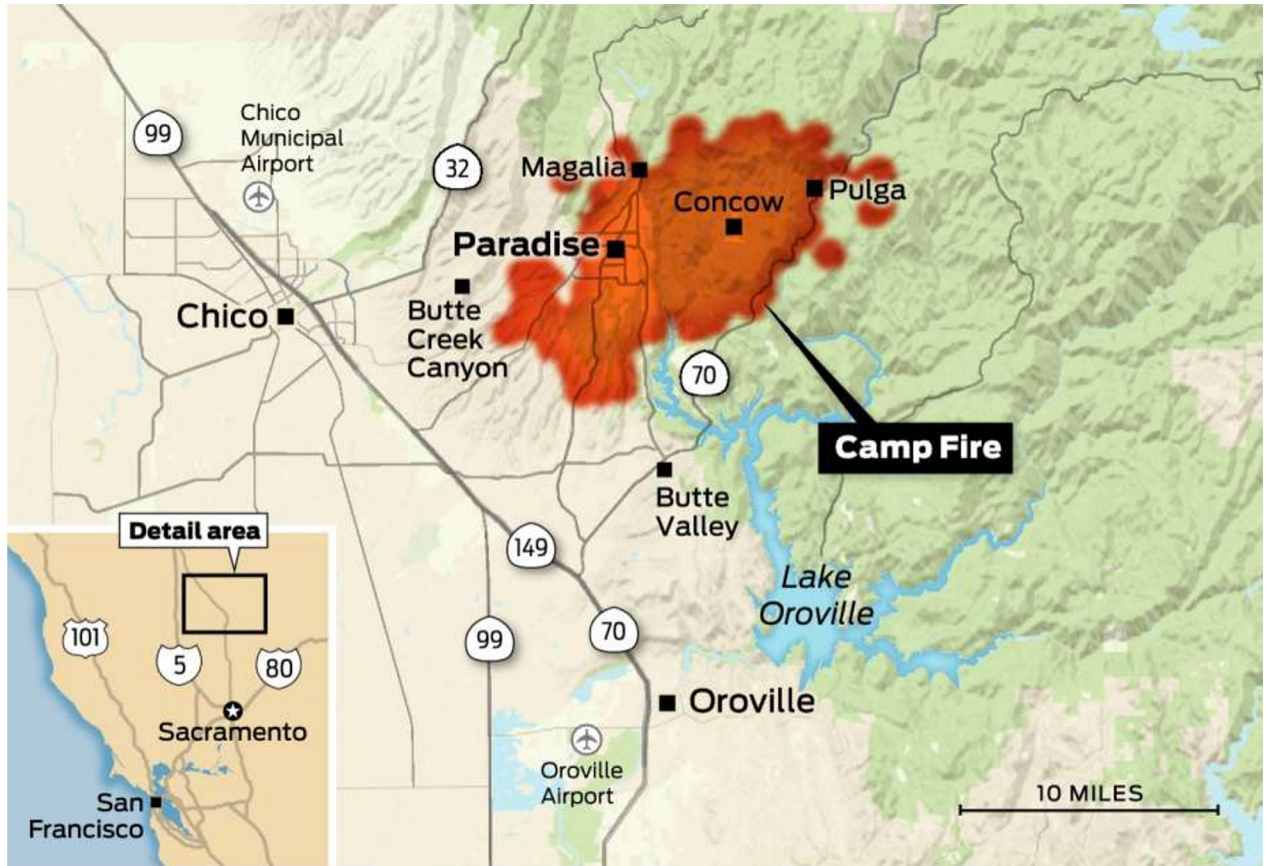 99
Chico
Municipal
Airport
32
Magalia
Concow
Pulga
Paradise
Chico
Butte
Creek
Canyon
70
Camp Fire
Butte
Valley
Detail area
149
Lake
Oroville
101
5
80
99
70
Sacramento
Oroville
Oroville
Airport
San
Francisco
10 MILES